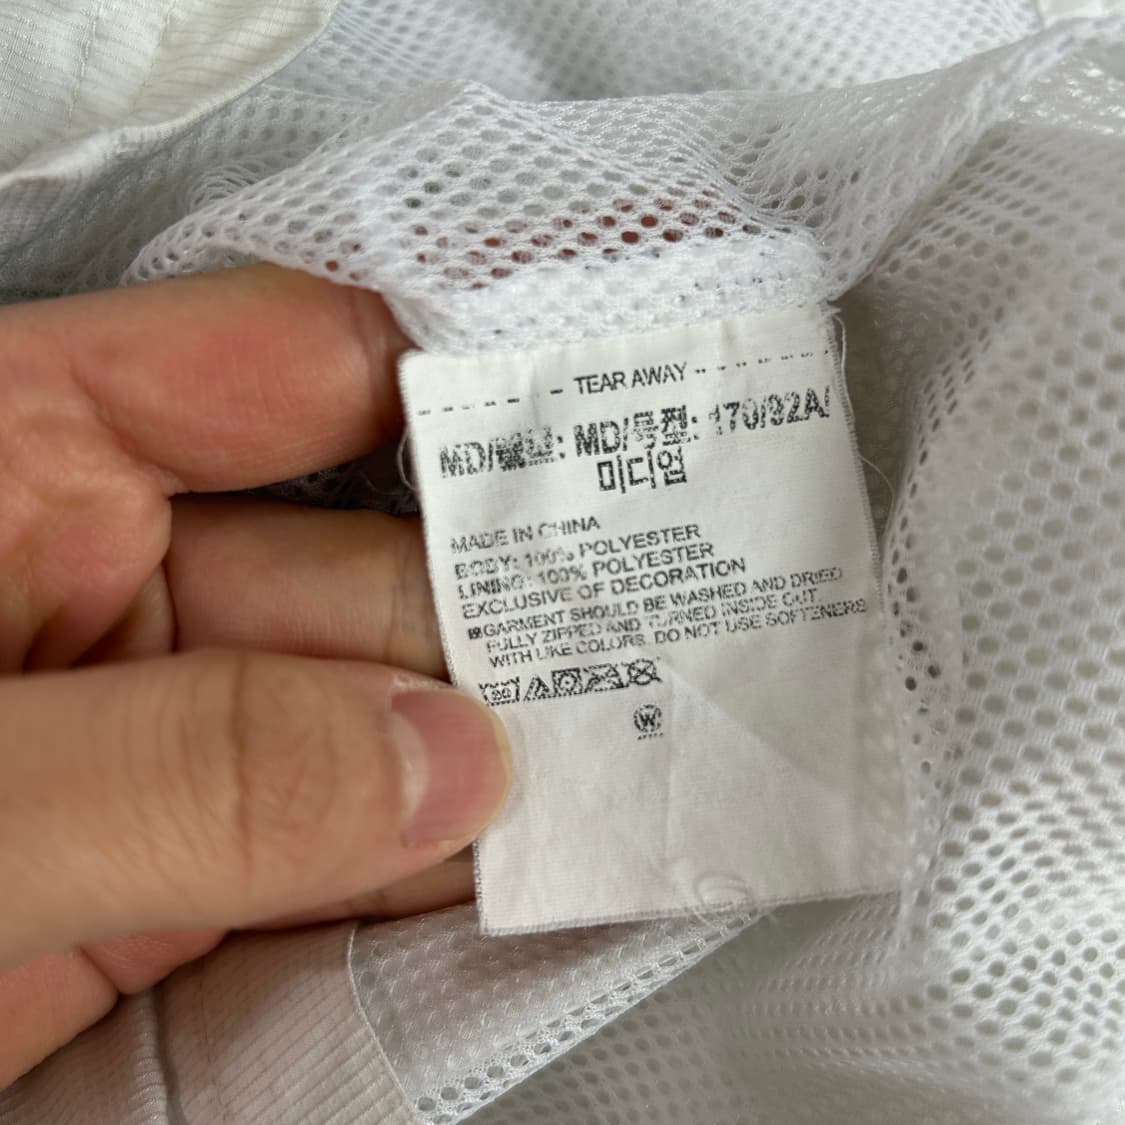 TEAR AWAY
MD/ : MD/ : 170/92A/
미디엄
MADE IN CHINA
BODY: 100% POLYESTER
LINING: 100% POLYESTER
EXCLUSIVE OF DECORATION
GARMENT SHOULD BE WASHED AND DRIED
FULLY ZIPPED AND TURNED INSIDE OUT
WITH LIKE COLORS. DO NOT USE SOFTENERS
W